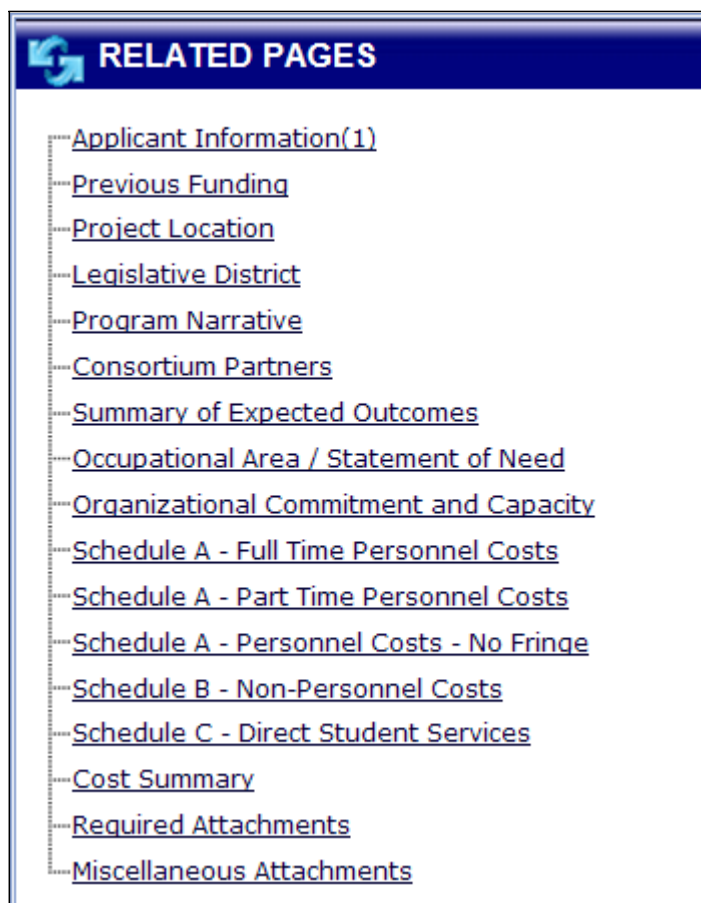 RELATED PAGES
Applicant Information(1)
Previous Funding
Project Location
Legislative District
Program Narrative
Consortium Partners
Summary of Expected Outcomes
Occupational Area / Statement of Need
Organizational Commitment and Capacity
Schedule A - Full Time Personnel Costs
Schedule A - Part Time Personnel Costs
Schedule A - Personnel Costs - No Fringe
Schedule B - Non-Personnel Costs
Schedule C - Direct Student Services
Cost Summary
Required Attachments
Miscellaneous Attachments